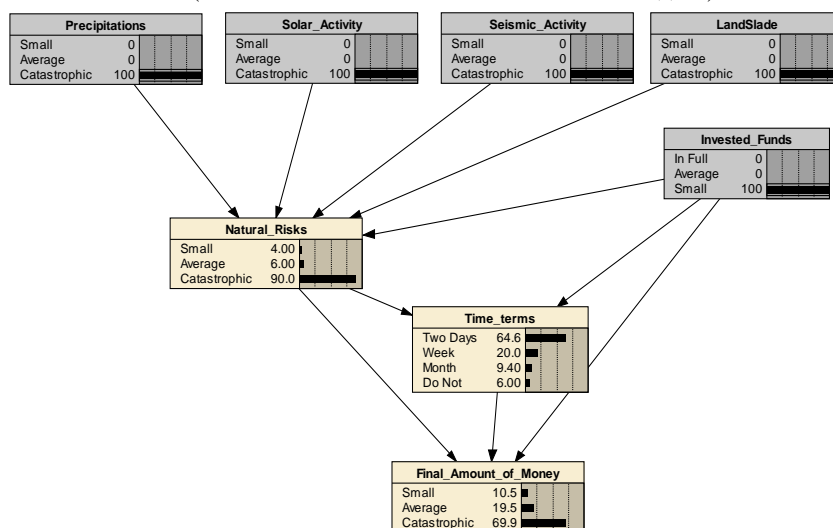 Precipitations
Small 0
Average 0
Catastrophic 100
Solar_Activity
Small 0
Average 0
Catastrophic 100
Seismic_Activity
Small 0
Average 0
Catastrophic 100
LandSlade
Small 0
Average 0
Catastrophic 100
Invested_Funds
In Full 0
Average 0
Small 100
Natural_Risks
Small 4.00
Average 6.00
Catastrophic 90.0
Time_terms
Two Days 64.6
Week 20.0
Month 9.40
Do Not 6.00
Final_Amount_of_Money
Small 10.5
Average 19.5
Catastrophic 69.9